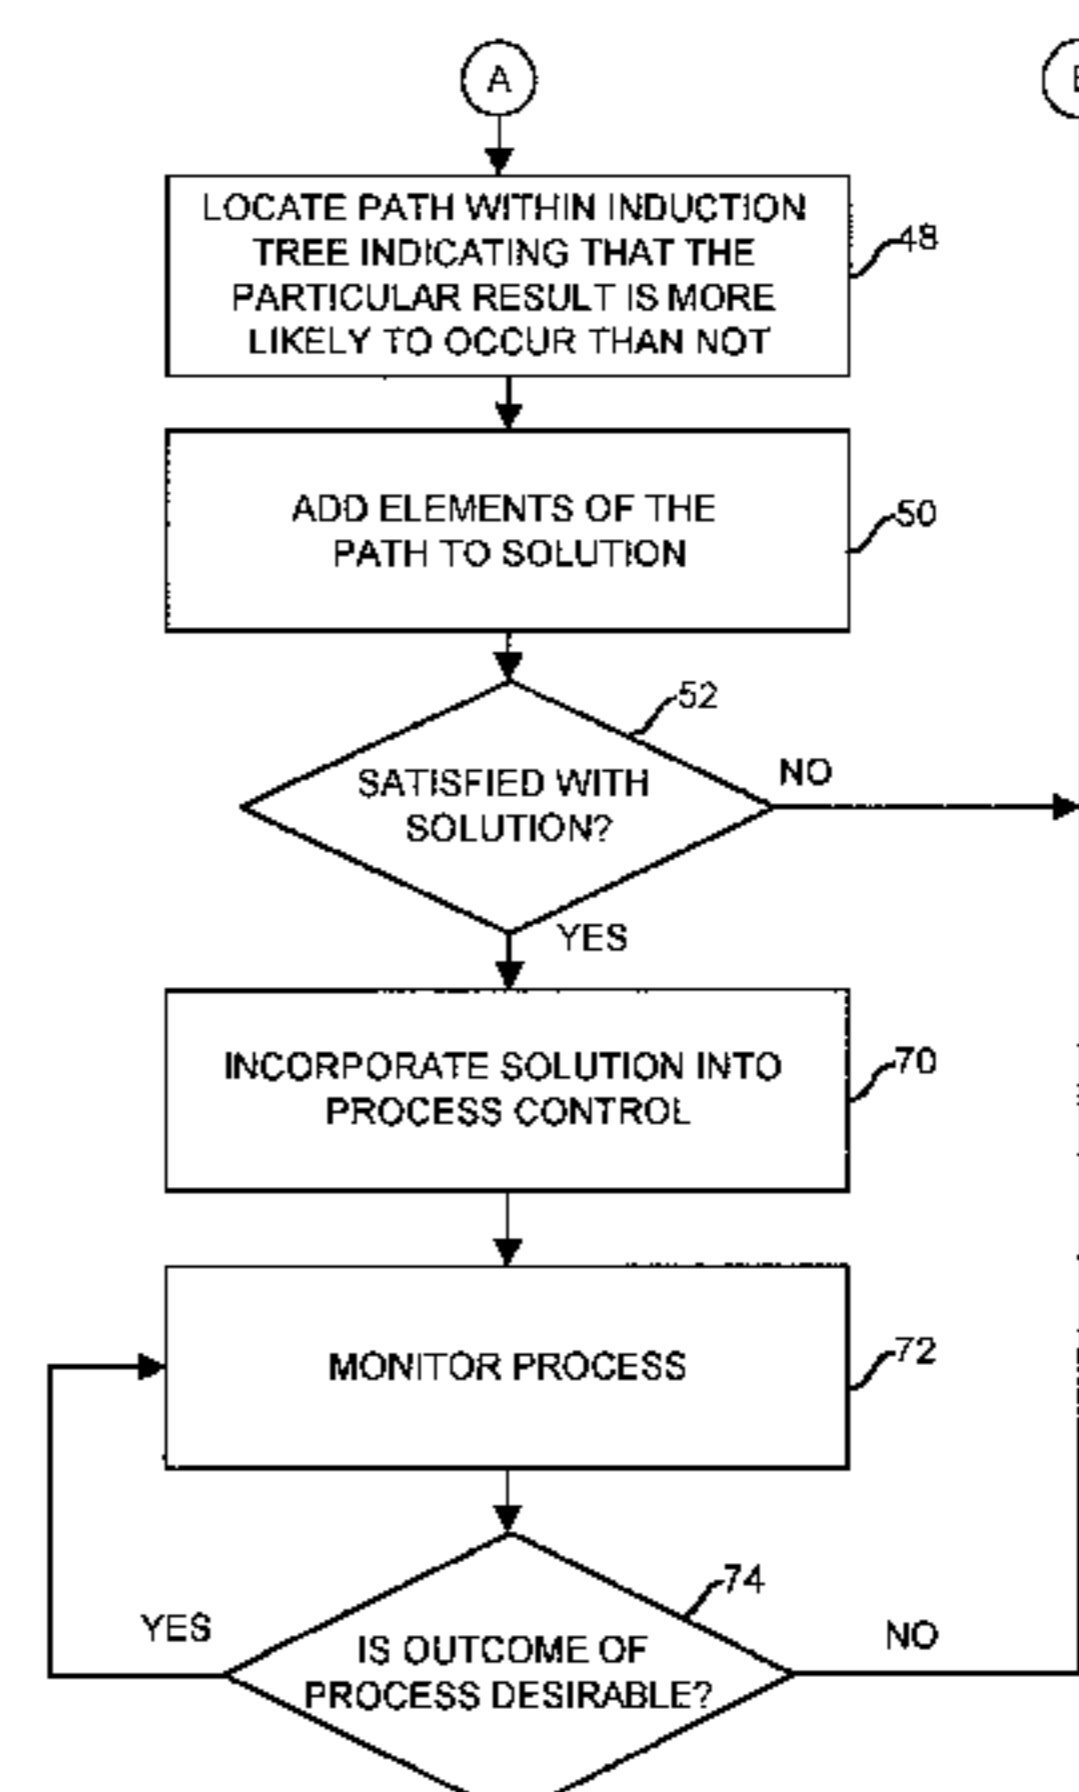 A
LOCATE PATH WITHIN INDUCTION
TREE INDICATING THAT THE
PARTICULAR RESULT IS MORE
LIKELY TO OCCUR THAN NOT
48
ADD ELEMENTS OF THE
PATH TO SOLUTION
50
52
SATISFIED WITH
SOLUTION?
NO
YES
INCORPORATE SOLUTION INTO
PROCESS CONTROL
70
MONITOR PROCESS
72
74
YES
IS OUTCOME OF
PROCESS DESIRABLE?
NO